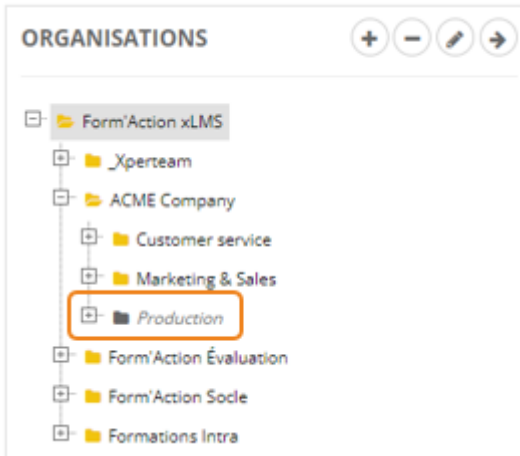 ORGANISATIONS
Form'Action xLMS
_Xperteam
ACME Company
Customer service
Marketing & Sales
Production
Form'Action Évaluation
Form'Action Socle
Formations Intra